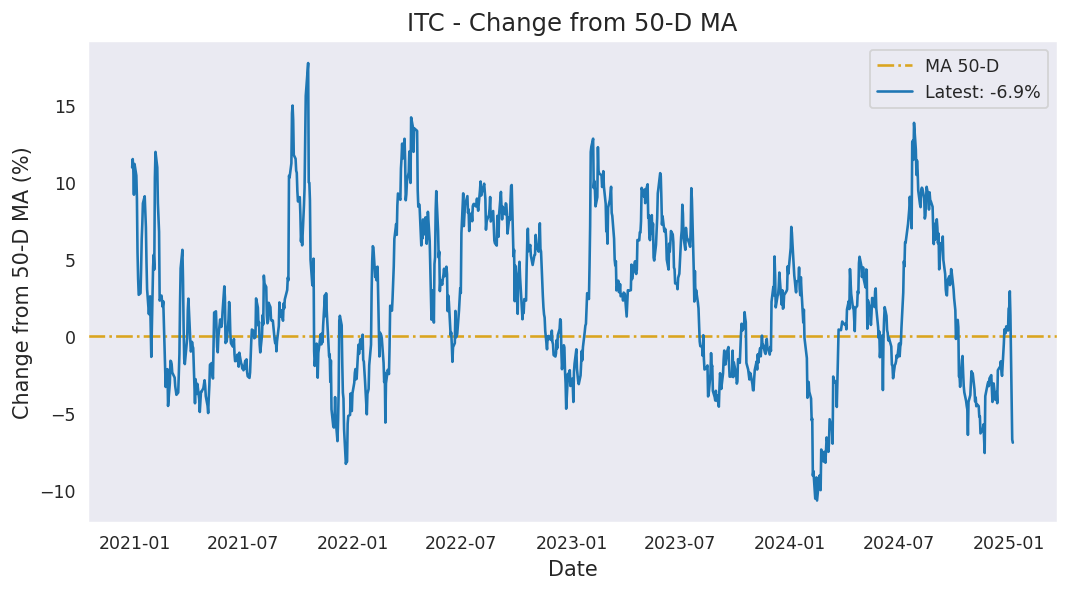 ITC - Change from 50-D MA
MA 50-D
Latest: -6.9%
Change from 50-D MA (%)
15
10
5
0
−5
−10
2021-01 2021-07 2022-01 2022-07 2023-01 2023-07 2024-01 2024-07 2025-01
Date